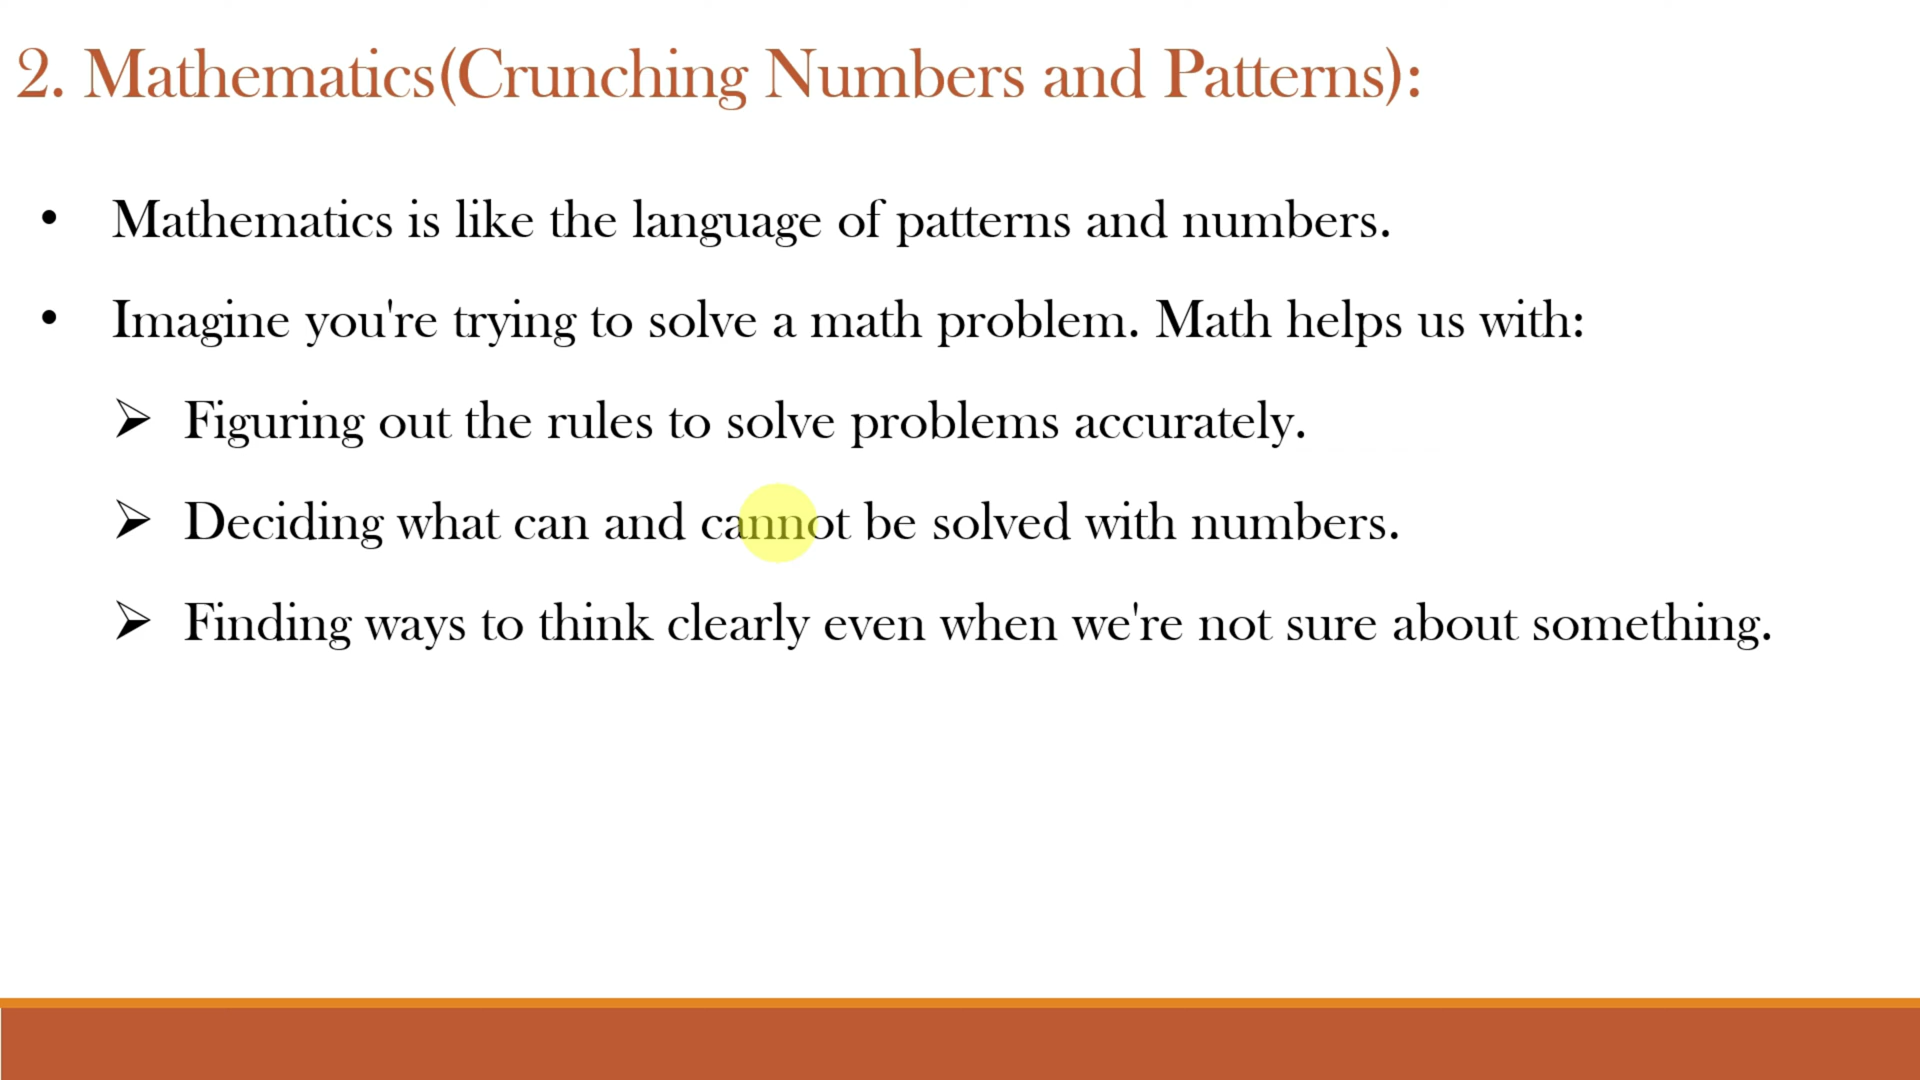 2. Mathematics(Crunching Numbers and Patterns):
• Mathematics is like the language of patterns and numbers.
• Imagine you're trying to solve a math problem. Math helps us with:
➢ Figuring out the rules to solve problems accurately.
➢ Deciding what can and cannot be solved with numbers.
➢ Finding ways to think clearly even when we're not sure about something.